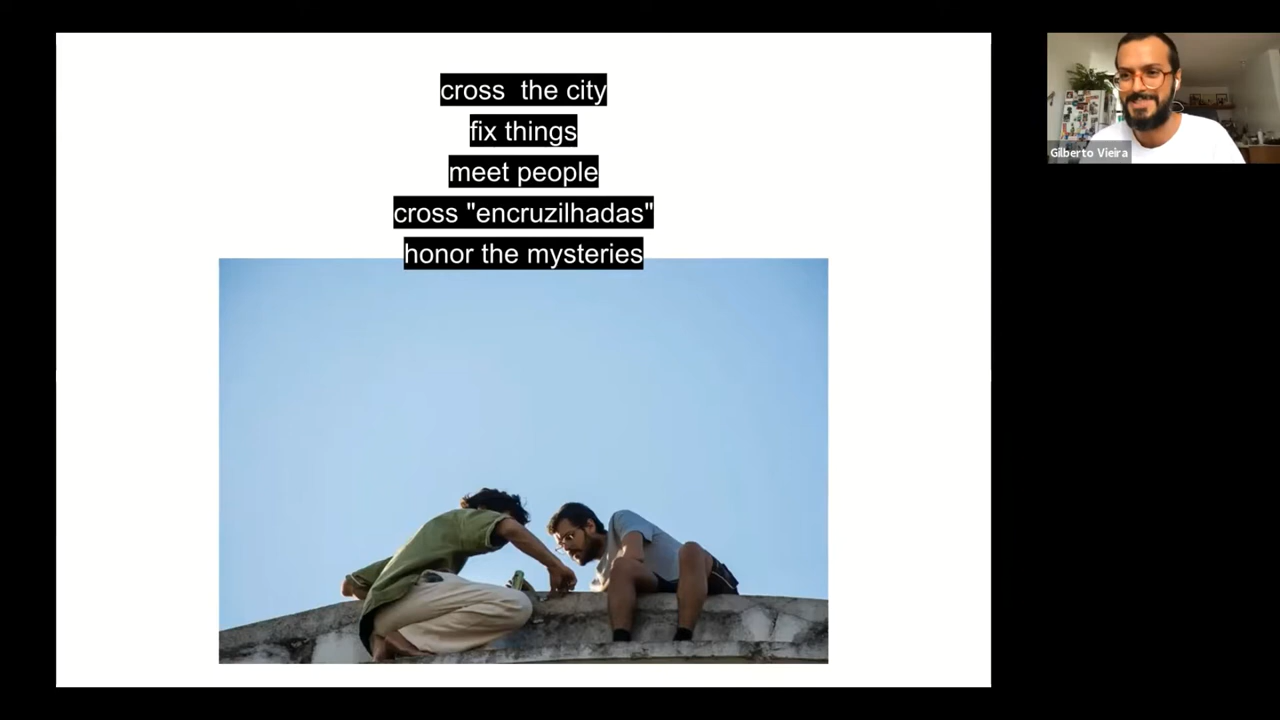 cross  the city
fix things
meet people
cross "encruzilhadas"
honor the mysteries
Gilberto Vieira